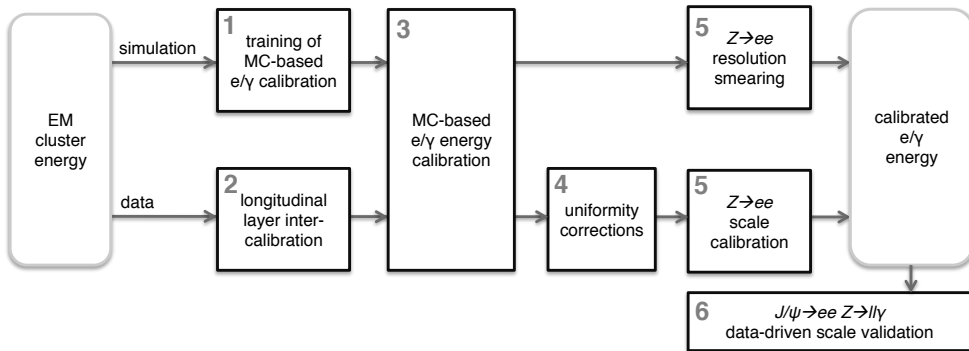 EM
cluster
energy
simulation
data
1
training of
MC-based
e/γ calibration
2
longitudinal
layer inter-
calibration
3
MC-based
e/γ energy
calibration
4
uniformity
corrections
5
Z→ee
resolution
smearing
5
Z→ee
scale
calibration
calibrated
e/γ
energy
6
J/ψ→ee Z→llγ
data-driven scale validation